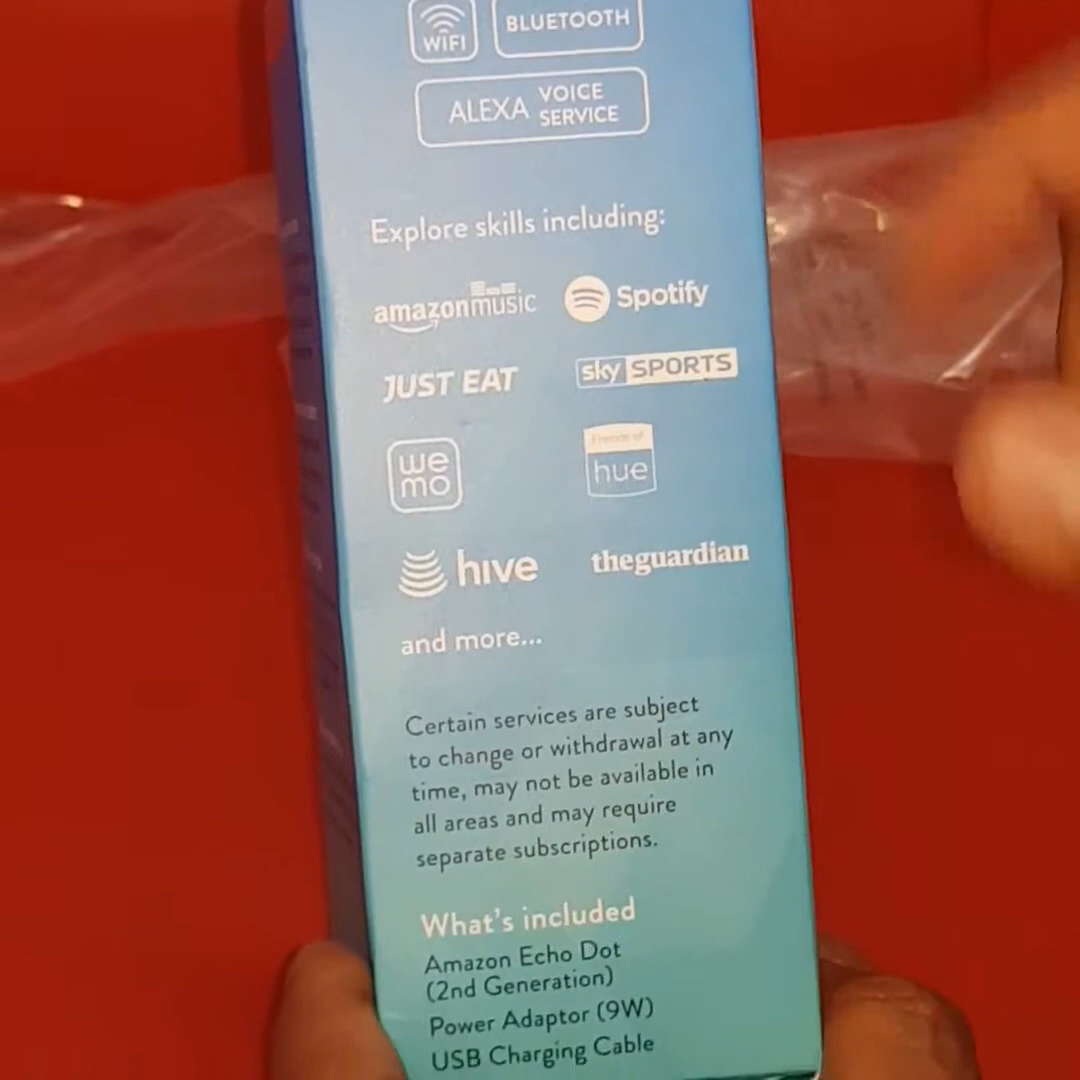 WiFi BLUETOOTH
ALEXA VOICE SERVICE
Explore skills including:
amazonmusic Spotify
JUST EAT sky SPORTS
we mo Friends of hue
hive theguardian
and more...
Certain services are subject
to change or withdrawal at any
time, may not be available in
all areas and may require
separate subscriptions.
What's included
Amazon Echo Dot
(2nd Generation)
Power Adaptor (9W)
USB Charging Cable